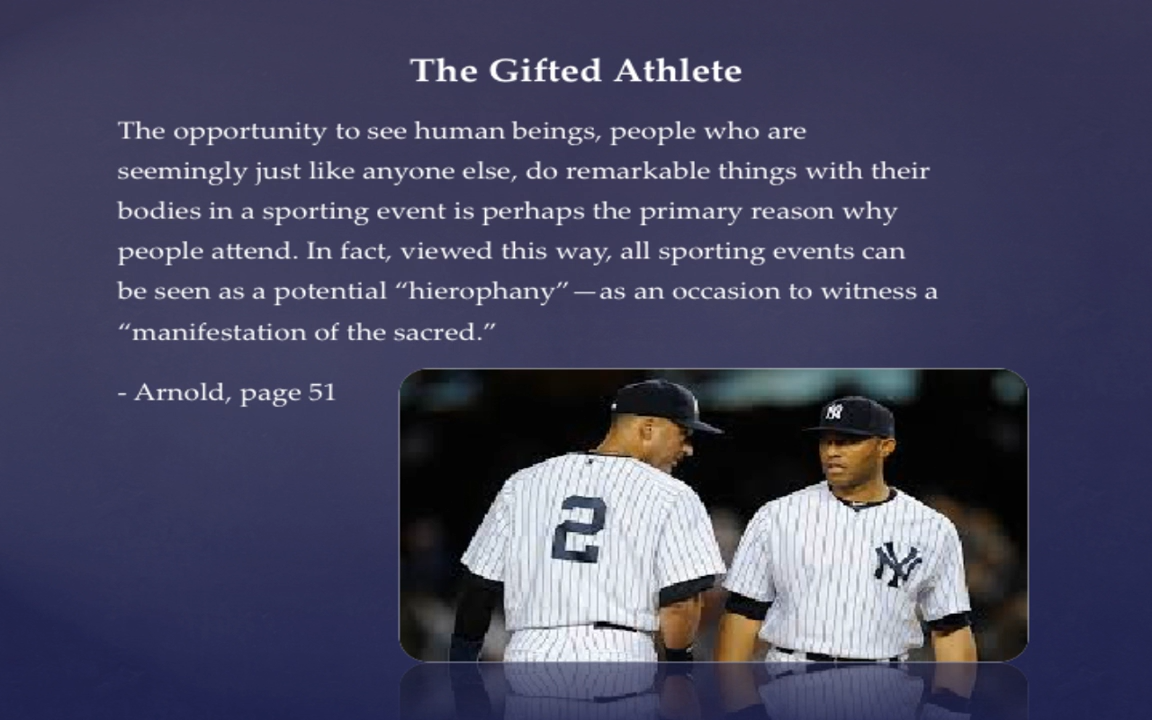 The Gifted Athlete
The opportunity to see human beings, people who are
seemingly just like anyone else, do remarkable things with their
bodies in a sporting event is perhaps the primary reason why
people attend. In fact, viewed this way, all sporting events can
be seen as a potential “hierophany”—as an occasion to witness a
“manifestation of the sacred.”
- Arnold, page 51
2
NY
NY